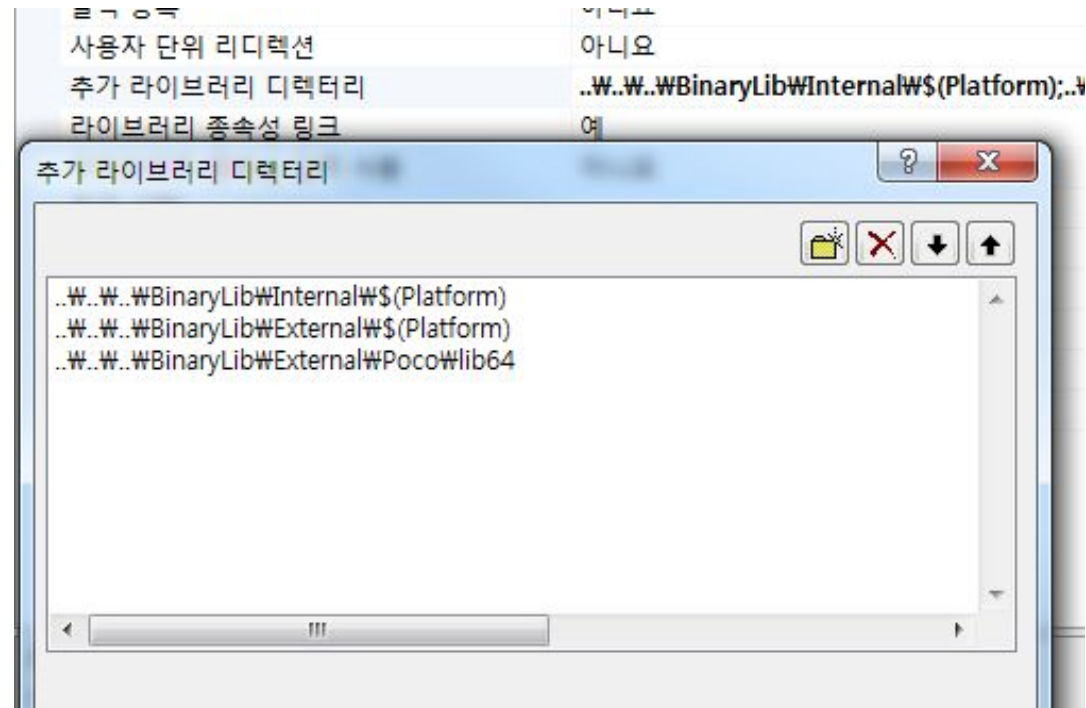 사용자 단위 리디렉션 아니요
추가 라이브러리 디렉터리 ..₩..₩..₩BinaryLib₩Internal₩$(Platform);..₩
라이브러리 종속성 링크 예
추가 라이브러리 디렉터리
..₩..₩..₩BinaryLib₩Internal₩$(Platform)
..₩..₩..₩BinaryLib₩External₩$(Platform)
..₩..₩..₩BinaryLib₩External₩Poco₩lib64